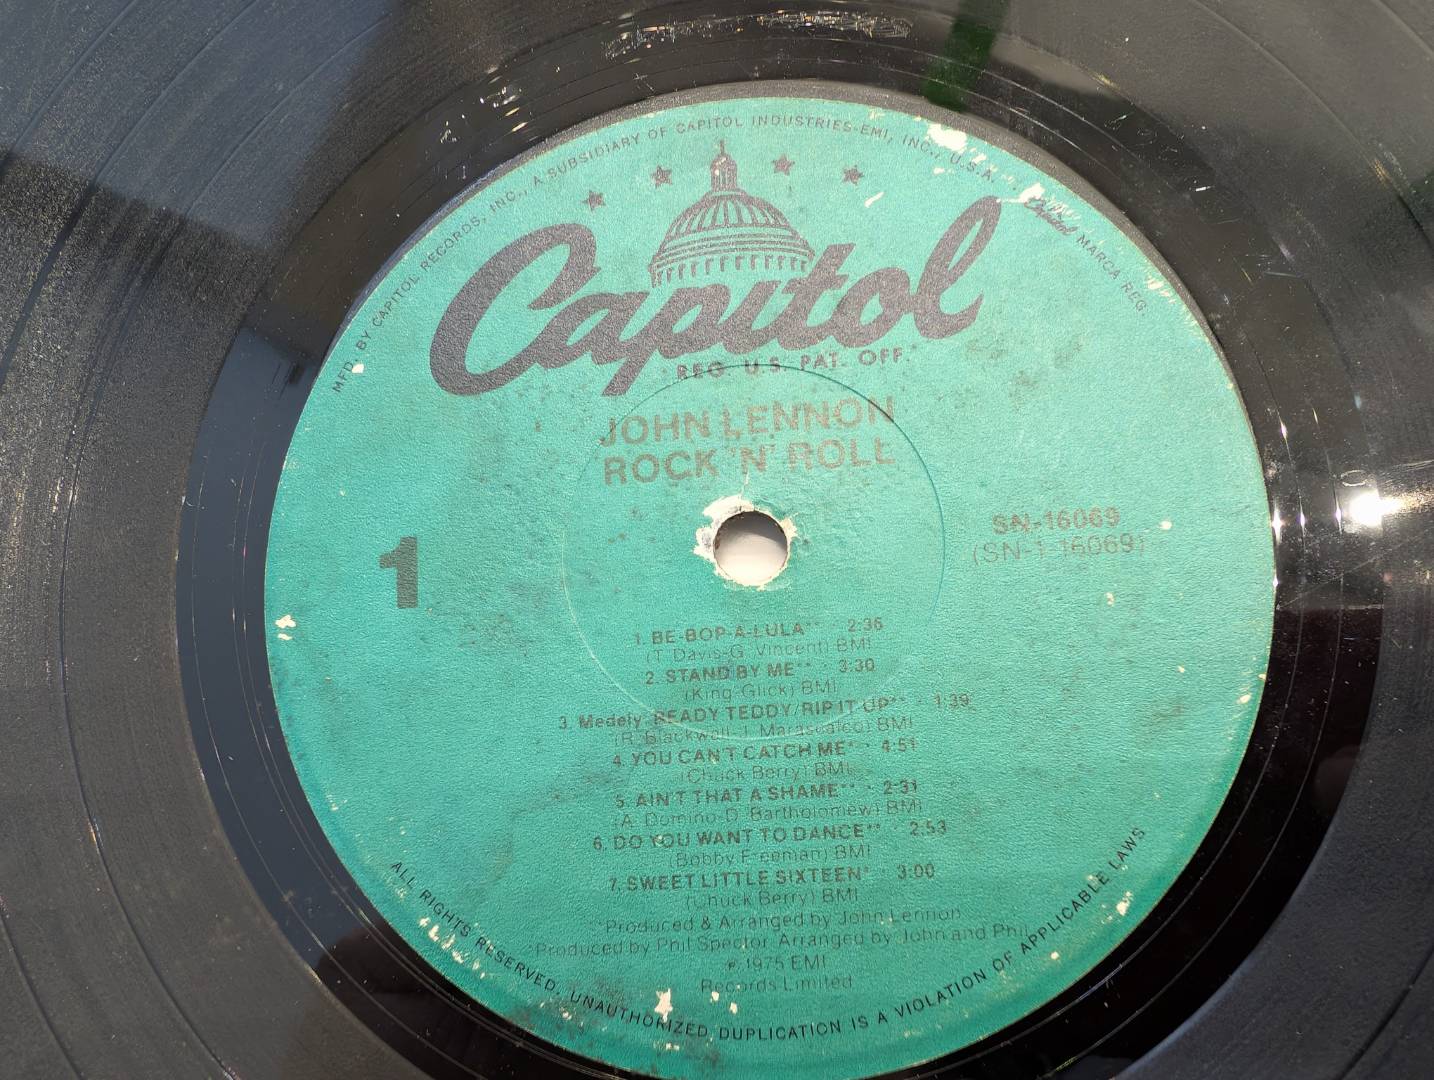 MFD. BY CAPITOL RECORDS, INC., A SUBSIDIARY OF CAPITOL INDUSTRIES-EMI, INC., U.S.A. Capitol MARCA REG.
Capitol
REG. U.S. PAT. OFF.
JOHN LENNON
ROCK 'N' ROLL
SN-16069
(SN-1-16069)
1
1. BE-BOP-A-LULA** · 2:36
(T. Davis-G. Vincent) BMI
2. STAND BY ME** · 3:30
(King-Glick) BMI
3. Medely: READY TEDDY/RIP IT UP** · 1:39
(R. Blackwell-J. Marascalco) BMI
4. YOU CAN'T CATCH ME* · 4:51
(Chuck Berry) BMI
5. AIN'T THAT A SHAME** · 2:31
(A. Domino-D. Bartholomew) BMI
6. DO YOU WANT TO DANCE** · 2:53
(Bobby Freeman) BMI
7. SWEET LITTLE SIXTEEN* · 3:00
(Chuck Berry) BMI
**Produced & Arranged by John Lennon
*Produced by Phil Spector Arranged by John and Phil
℗ 1975 EMI
Records Limited
ALL RIGHTS RESERVED. UNAUTHORIZED DUPLICATION IS A VIOLATION OF APPLICABLE LAWS